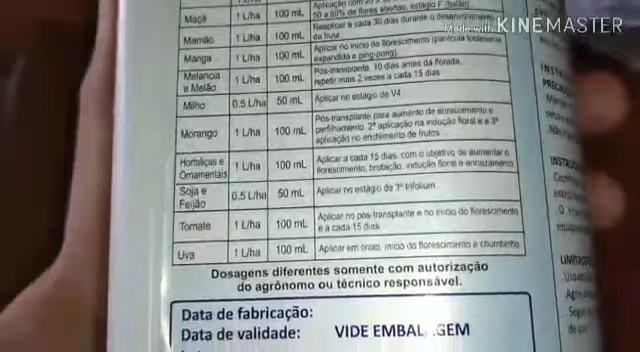 Made with KINEMASTER
Maçã 1 L/ha 100 mL 50 a 80% de flores abertas, estágio F (balão)
Mamão 1 L/ha 100 mL Reaplicar a cada 30 dias durante o desenvolvimento
da fruta.
Manga 1 L/ha 100 mL Aplicar no início do florescimento (panícula totalmente
expandida e ping-pong).
Melancia
e Melão 1 L/ha 100 mL Pós-transplante, 10 dias antes da florada,
repetir mais 2 vezes a cada 15 dias
Milho 0.5 L/ha 50 mL Aplicar no estágio de V4
Morango 1 L/ha 100 mL Pós-transplante para aumento de enraizamento e
perfilhamento, 2ª aplicação na indução floral e a 3ª
aplicação no enchimento de frutos
Hortaliças e
Ornamentais 1 L/ha 100 mL Aplicar a cada 15 dias, com o objetivo de aumentar o
florescimento, brotação, indução floral e enraizamento.
Soja e
Feijão 0.5 L/ha 50 mL Aplicar no estágio de 3º trifolium.
Tomate 1 L/ha 100 mL Aplicar no pós-transplante e no início do florescimento
e a cada 15 dias
Uva 1 L/ha 100 mL Aplicar em broto, início do florescimento e chumbinho
Dosagens diferentes somente com autorização
do agrônomo ou técnico responsável.
Data de fabricação:
Data de validade: VIDE EMBALAGEM